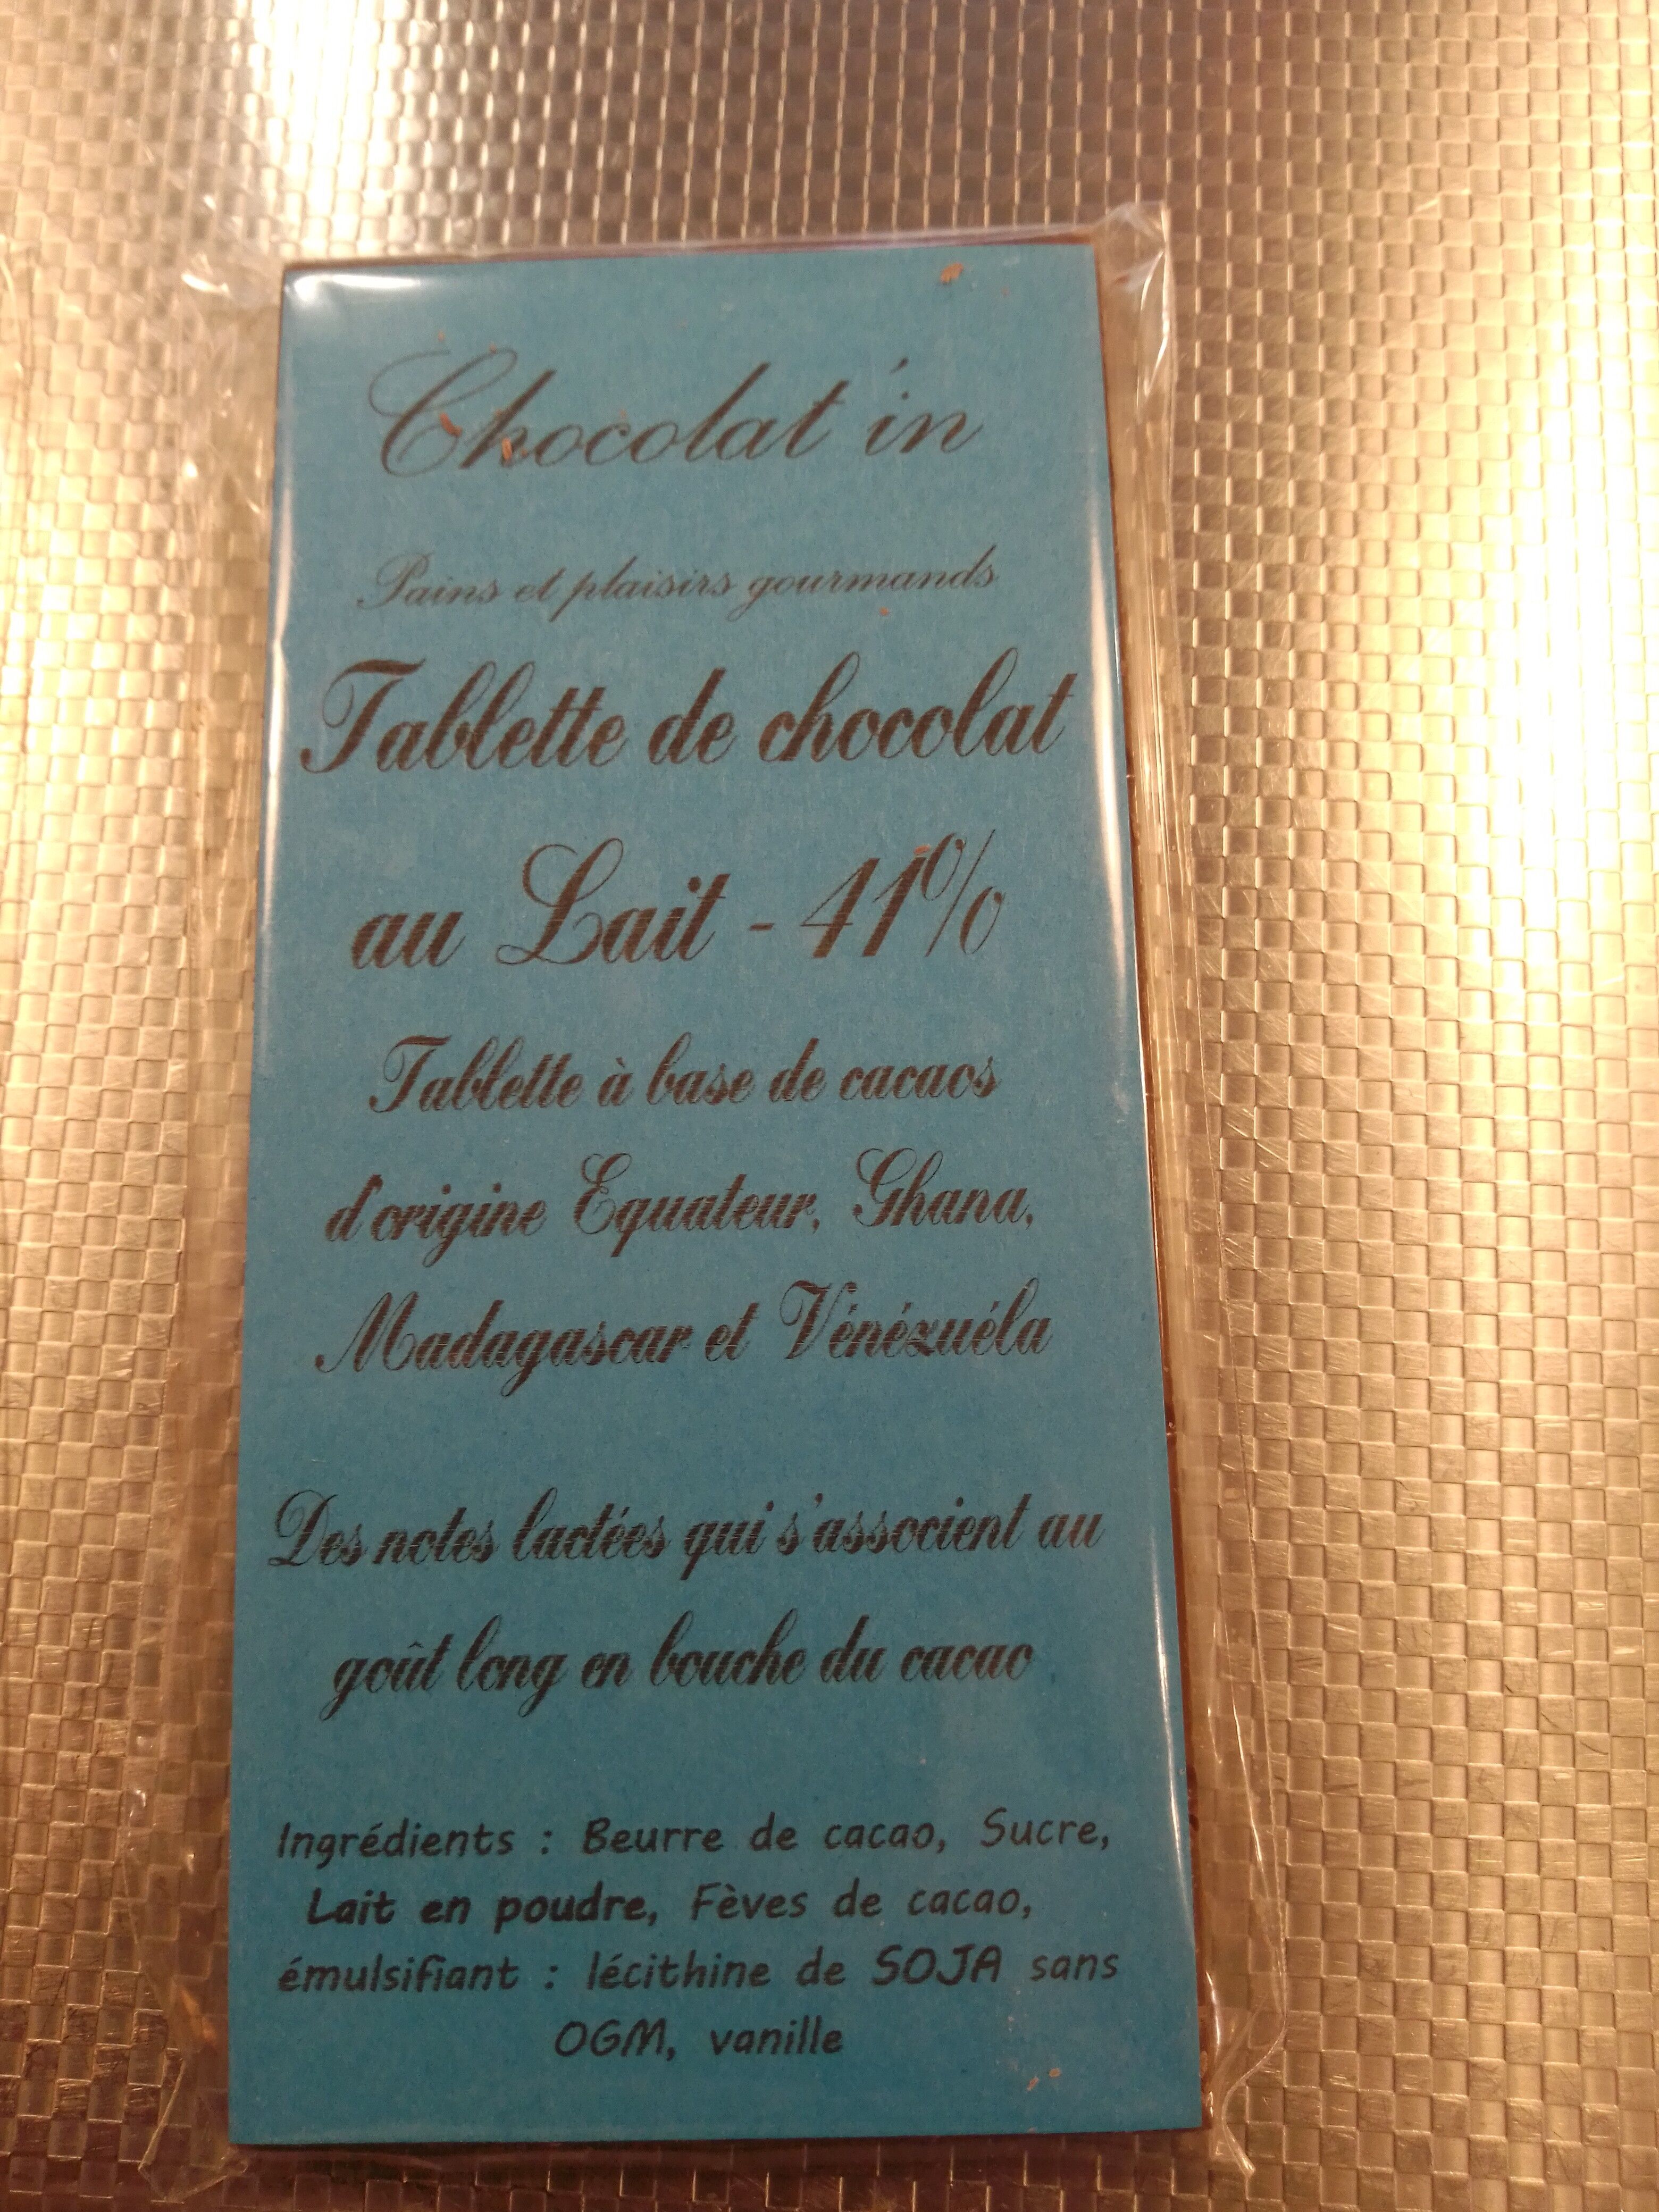 Chocolat in
Pains et plaisirs gourmands
Tablette de chocolat
au Lait - 41%
Tablette à base de cacaos
d'origine Equateur, Ghana,
Madagascar et Vénézuéla
Des notes lactées qui s'associent au
goût long en bouche du cacao
Ingrédients : Beurre de cacao, Sucre,
Lait en poudre, Fèves de cacao,
émulsifiant : lécithine de SOJA sans
OGM, vanille